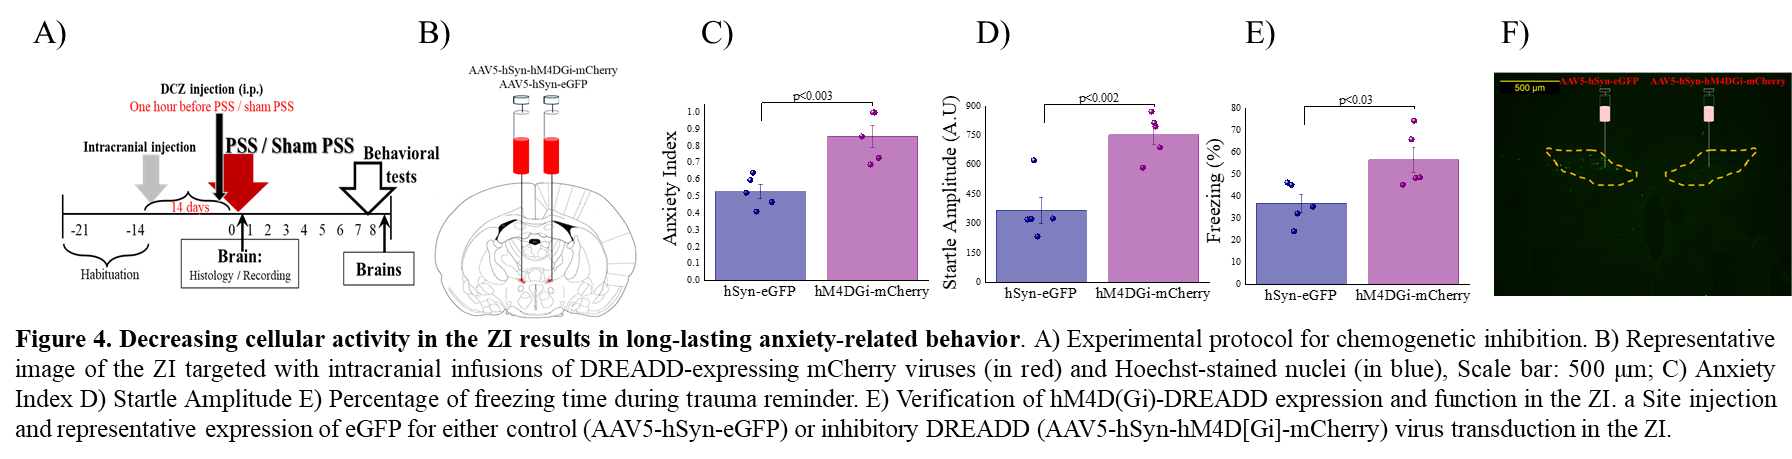 A)
DCZ injection (i.p.)
One hour before PSS / sham PSS
Intracranial injection
PSS / Sham PSS
Behavioral
tests
14 days
-21 -14 0 1 2 3 4 5 6 7 8
Habituation
Brain:
Histology / Recording
Brains
B)
AAV5-hSyn-hM4DGi-mCherry
AAV5-hSyn-eGFP
C)
Anxiety Index
1.0
0.9
0.8
0.7
0.6
0.5
0.4
0.3
0.2
0.1
0.0
p<0.003
hSyn-eGFP hM4DGi-mCherry
D)
Startle Amplitude (A.U)
900
750
600
450
300
150
0
p<0.002
hSyn-eGFP hM4DGi-mCherry
E)
Freezing (%)
80
70
60
50
40
30
20
10
0
p<0.03
hSyn-eGFP hM4DGi-mCherry
F)
AAV5-hSyn-eGFP AAV5-hSyn-hM4DGi-mCherry
500 µm
Figure 4. Decreasing cellular activity in the ZI results in long-lasting anxiety-related behavior. A) Experimental protocol for chemogenetic inhibition. B) Representative
image of the ZI targeted with intracranial infusions of DREADD-expressing mCherry viruses (in red) and Hoechst-stained nuclei (in blue), Scale bar: 500 µm; C) Anxiety
Index D) Startle Amplitude E) Percentage of freezing time during trauma reminder. E) Verification of hM4D(Gi)-DREADD expression and function in the ZI. a Site injection
and representative expression of eGFP for either control (AAV5-hSyn-eGFP) or inhibitory DREADD (AAV5-hSyn-hM4D[Gi]-mCherry) virus transduction in the ZI.